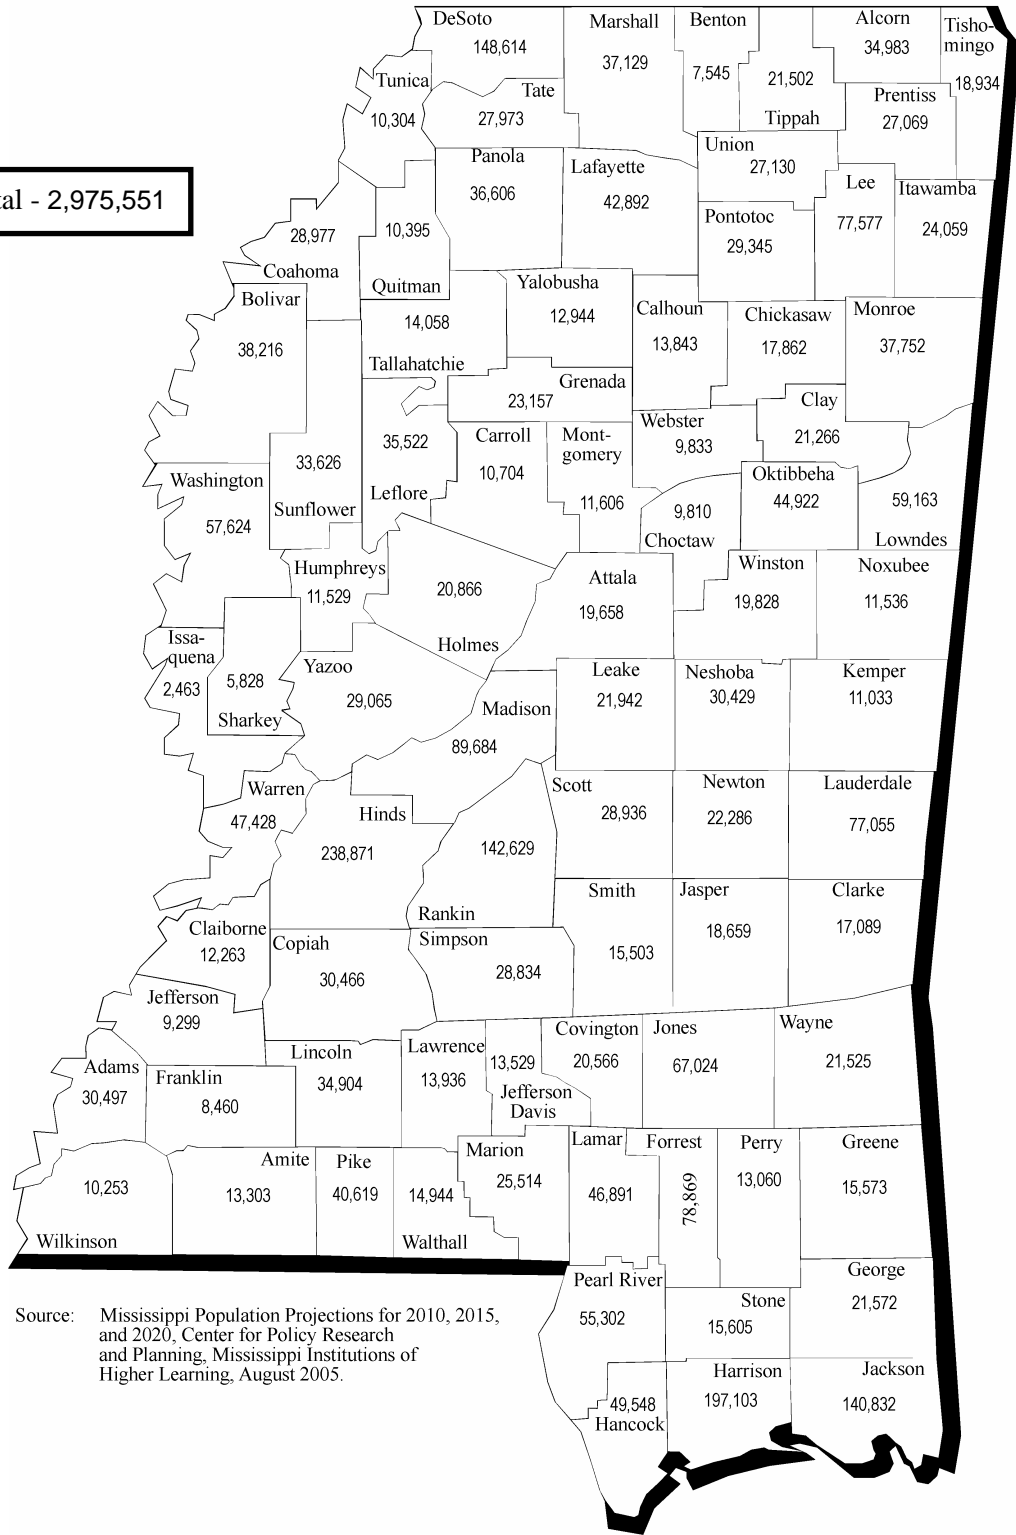 DeSoto
148,614
Marshall
37,129
Benton
7,545
21,502
Tippah
Alcorn
34,983
Tisho-
mingo
18,934
Tunica
10,304
Tate
27,973
Prentiss
27,069
Panola
36,606
Lafayette
42,892
Union
27,130
Lee
77,577
Itawamba
24,059
- 2,975,551
28,977
Coahoma
10,395
Quitman
Pontotoc
29,345
Bolivar
38,216
14,058
Tallahatchie
Yalobusha
12,944
Calhoun
13,843
Chickasaw
17,862
Monroe
37,752
Grenada
23,157
Clay
21,266
33,626
Sunflower
35,522
Leflore
Carroll
10,704
Mont-
gomery
11,606
Webster
9,833
Washington
57,624
9,810
Choctaw
Oktibbeha
44,922
59,163
Lowndes
Humphreys
11,529
20,866
Holmes
Attala
19,658
Winston
19,828
Noxubee
11,536
Issa-
quena
2,463
5,828
Sharkey
Yazoo
29,065
Madison
89,684
Leake
21,942
Neshoba
30,429
Kemper
11,033
Warren
47,428
Hinds
238,871
142,629
Rankin
Scott
28,936
Newton
22,286
Lauderdale
77,055
Smith
15,503
Jasper
18,659
Clarke
17,089
Claiborne
12,263
Copiah
30,466
Simpson
28,834
Jefferson
9,299
Adams
30,497
Franklin
8,460
Lincoln
34,904
Lawrence
13,936
13,529
Jefferson
Davis
Covington
20,566
Jones
67,024
Wayne
21,525
10,253
Wilkinson
Amite
13,303
Pike
40,619
14,944
Walthall
Marion
25,514
Lamar
46,891
Forrest
78,869
Perry
13,060
Greene
15,573
Pearl River
55,302
Stone
15,605
George
21,572
49,548
Hancock
Harrison
197,103
Jackson
140,832
Source: Mississippi Population Projections for 2010, 2015,
and 2020, Center for Policy Research
and Planning, Mississippi Institutions of
Higher Learning, August 2005.